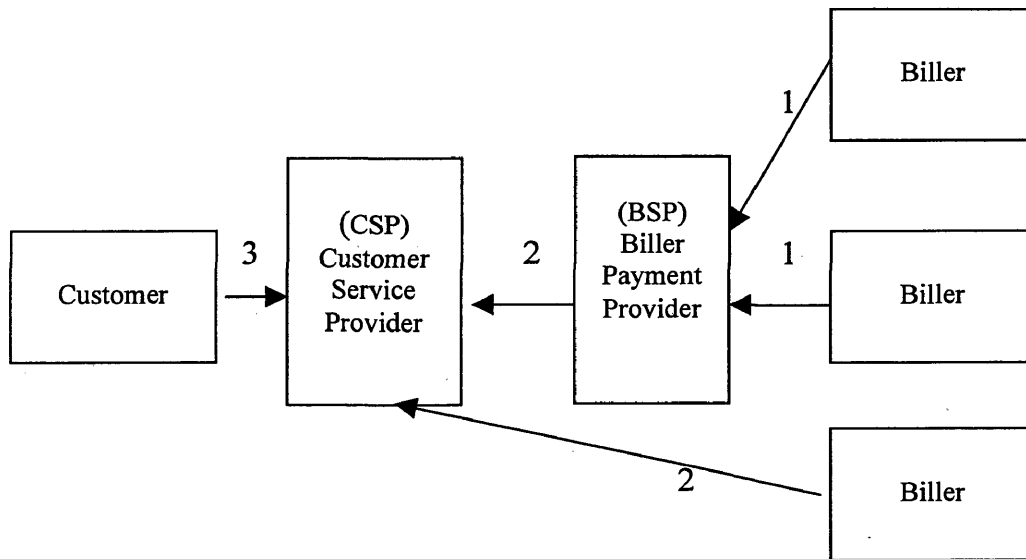 Biller
1
(CSP)
Customer
Service
Provider
(BSP)
Biller
Payment
Provider
Customer
3
2
1
Biller
2
Biller